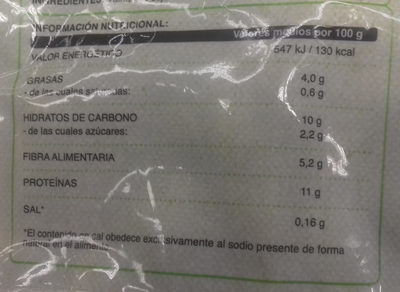 INGREDIENTES:
INFORMACIÓN NUTRICIONAL:
Valores medios por 100 g
VALOR ENERGÉTICO 547 kJ / 130 kcal
GRASAS 4,0 g
- de las cuales saturadas: 0,6 g
HIDRATOS DE CARBONO 10 g
- de las cuales azúcares: 2,2 g
FIBRA ALIMENTARIA 5,2 g
PROTEÍNAS 11 g
SAL* 0,16 g
*El contenido en sal obedece exclusivamente al sodio presente de forma
natural en el alimento.